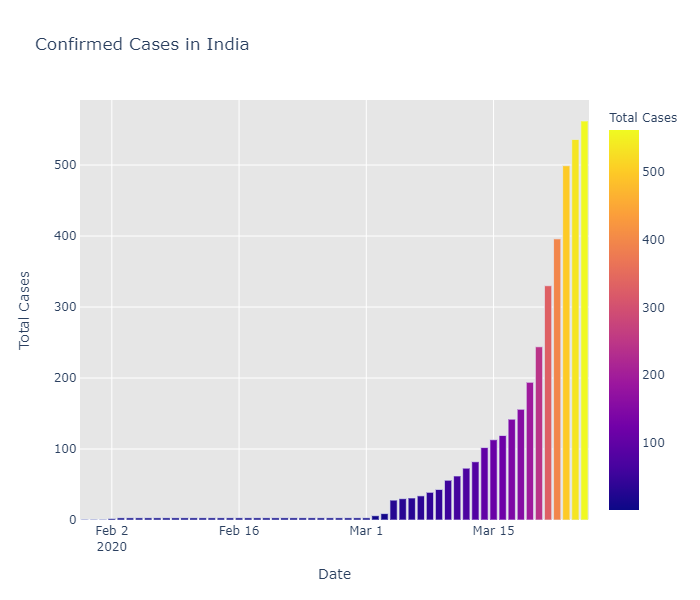 Confirmed Cases in India
Total Cases
500
400
300
200
100
0
Total Cases
500
400
300
200
100
Feb 2
2020
Feb 16
Mar 1
Mar 15
Date